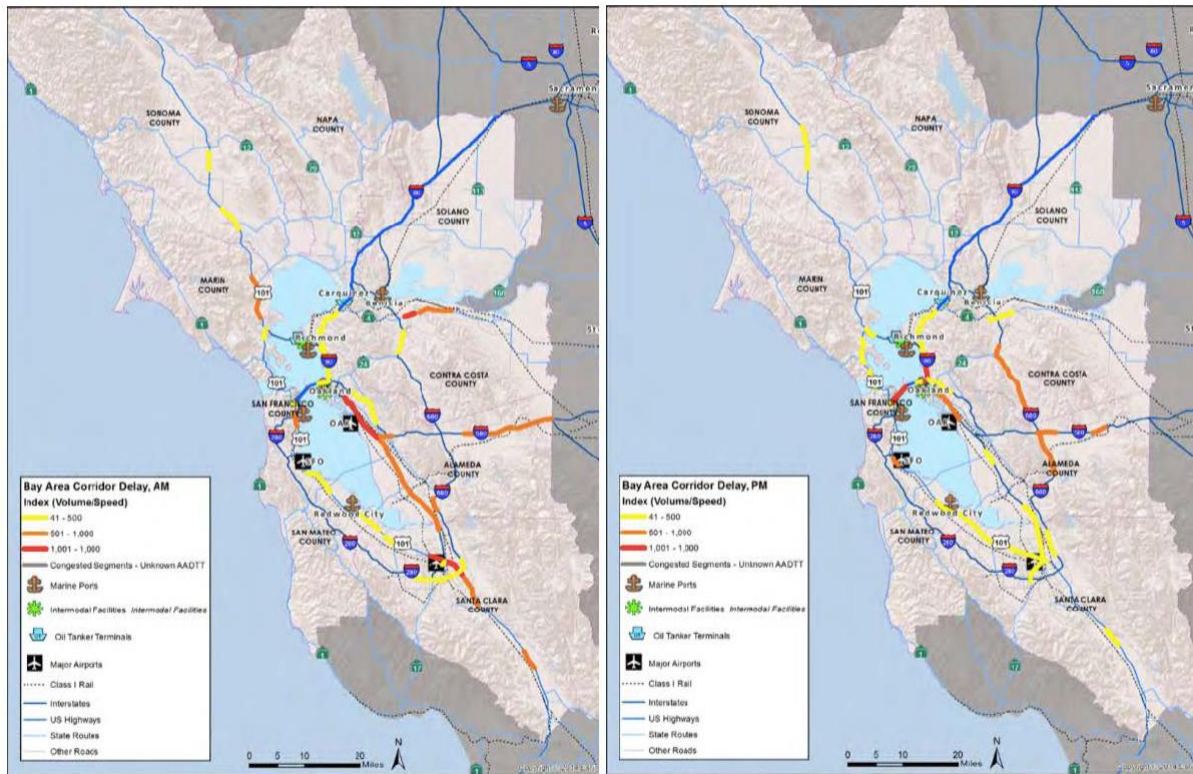 SONOMA
COUNTY
NAPA
COUNTY
SOLANO
COUNTY
MARIN
COUNTY
Carquinez
Benicia
Richmond
CONTRA COSTA
COUNTY
Oakland
SAN FRANCISCO
COUNTY
ALAMEDA
COUNTY
Redwood City
SAN MATEO
COUNTY
SANTA CLARA
COUNTY
101
80
680
280
Bay Area Corridor Delay, AM
Index (Volume/Speed)
41 - 500
501 - 1,000
1,001 - 1,000
Congested Segments - Unknown AADTT
Marine Ports
Intermodal Facilities Intermodal Facilities
Oil Tanker Terminals
Major Airports
Class I Rail
Interstates
US Highways
State Routes
Other Roads
0 5 10 20
Miles
N
SONOMA
COUNTY
NAPA
COUNTY
SOLANO
COUNTY
MARIN
COUNTY
Carquinez
Benicia
Richmond
CONTRA COSTA
COUNTY
Oakland
SAN FRANCISCO
COUNTY
ALAMEDA
COUNTY
Redwood City
SAN MATEO
COUNTY
SANTA CLARA
COUNTY
101
80
680
280
Bay Area Corridor Delay, PM
Index (Volume/Speed)
41 - 500
501 - 1,000
1,001 - 1,000
Congested Segments - Unknown AADTT
Marine Ports
Intermodal Facilities Intermodal Facilities
Oil Tanker Terminals
Major Airports
Class I Rail
Interstates
US Highways
State Routes
Other Roads
0 5 10 20
Miles
N